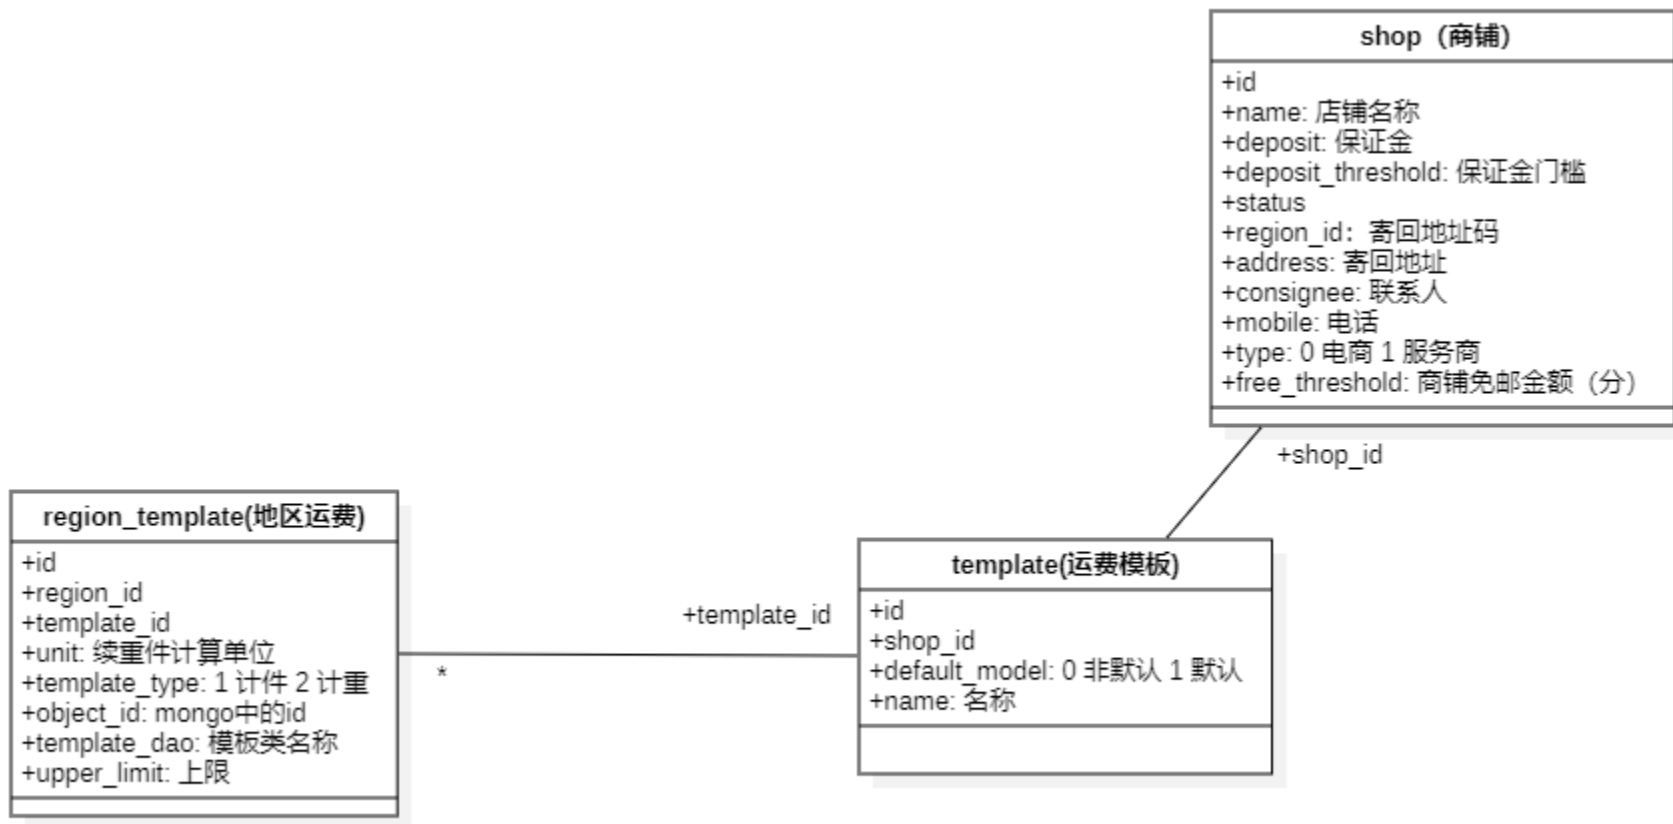 shop（商铺）
+id
+name: 店铺名称
+deposit: 保证金
+deposit_threshold: 保证金门槛
+status
+region_id：寄回地址码
+address: 寄回地址
+consignee: 联系人
+mobile: 电话
+type: 0 电商 1 服务商
+free_threshold: 商铺免邮金额（分）
+shop_id
region_template(地区运费)
+id
+region_id
+template_id
+unit: 续重件计算单位
+template_type: 1 计件 2 计重
+object_id: mongo中的id
+template_dao: 模板类名称
+upper_limit: 上限
*
+template_id
template(运费模板)
+id
+shop_id
+default_model: 0 非默认 1 默认
+name: 名称